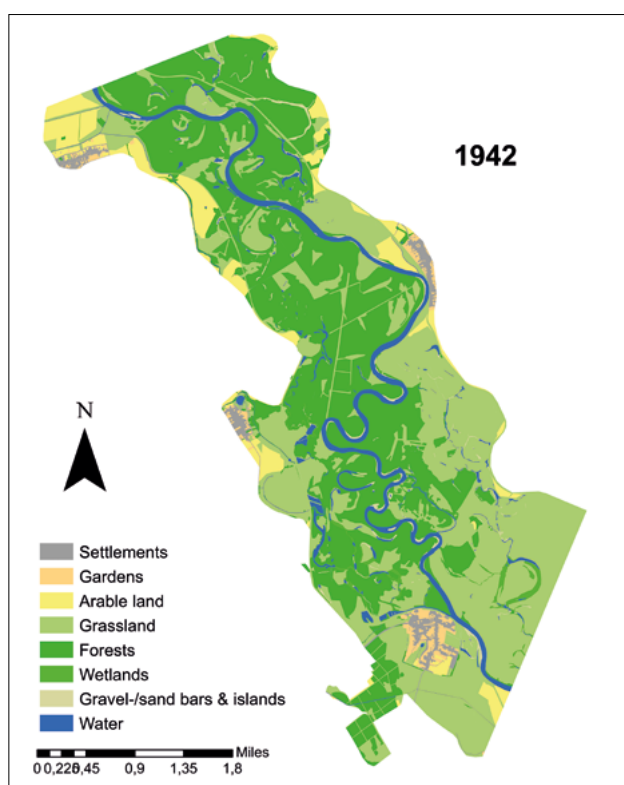 1942
N
Settlements
Gardens
Arable land
Grassland
Forests
Wetlands
Gravel-/sand bars & islands
Water
Miles
0 0,225 0,45 0,9 1,35 1,8